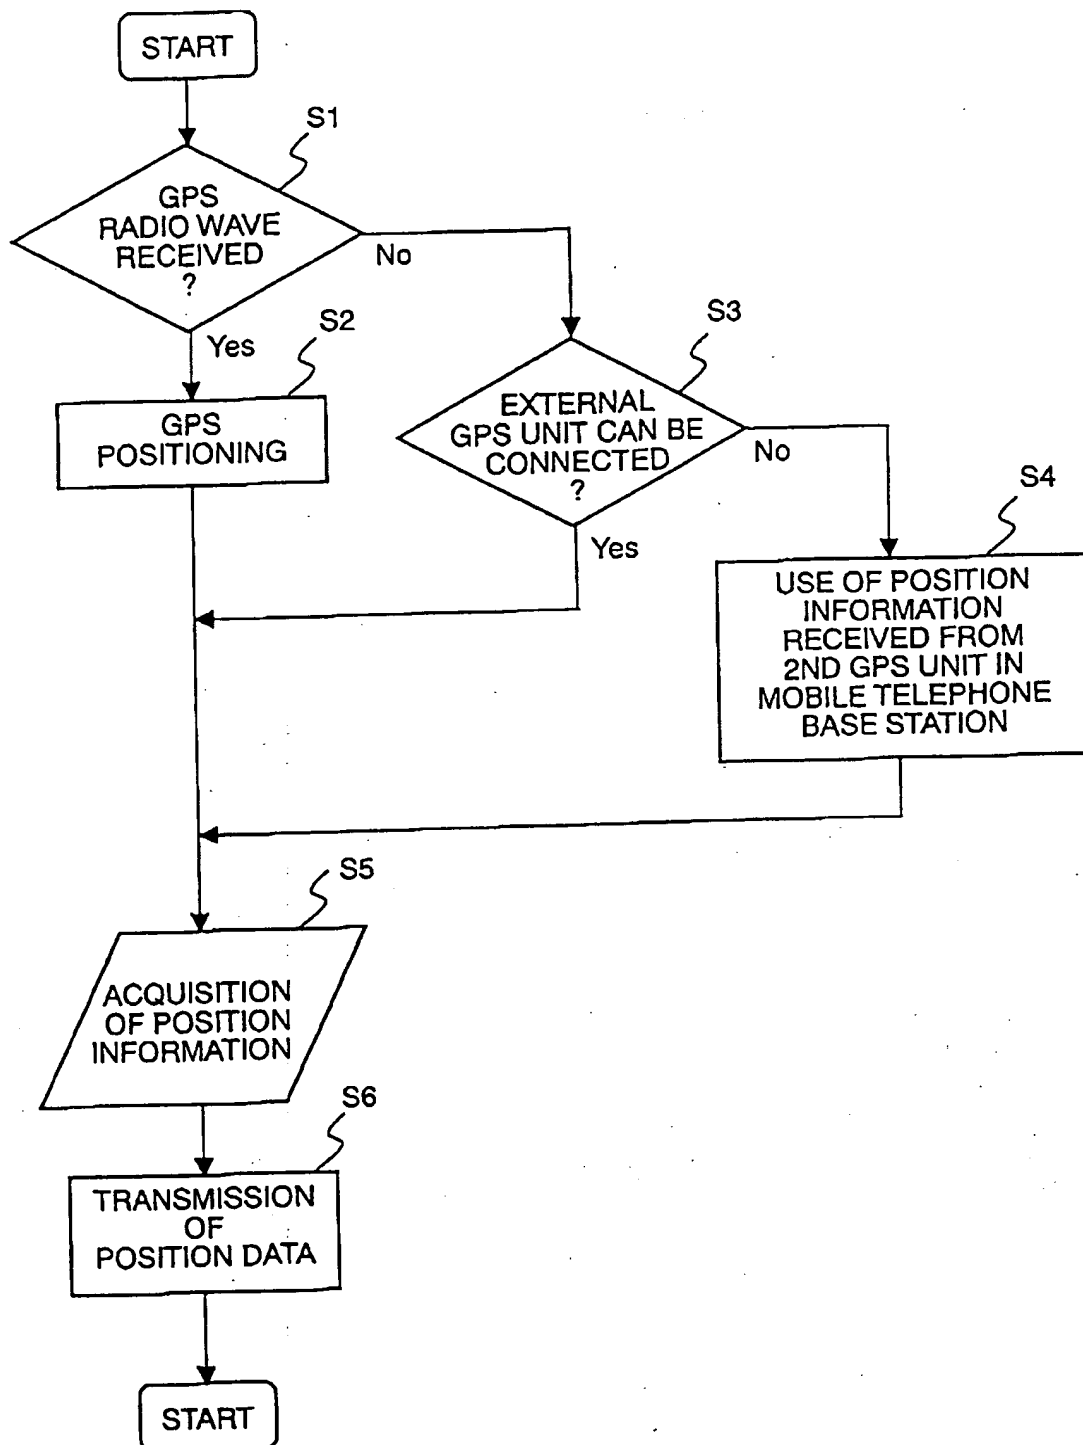 START
S1
GPS
RADIO WAVE
RECEIVED
?
No
Yes
S2
GPS
POSITIONING
S3
EXTERNAL
GPS UNIT CAN BE
CONNECTED
?
No
Yes
S4
USE OF POSITION
INFORMATION
RECEIVED FROM
2ND GPS UNIT IN
MOBILE TELEPHONE
BASE STATION
S5
ACQUISITION
OF POSITION
INFORMATION
S6
TRANSMISSION
OF
POSITION DATA
START